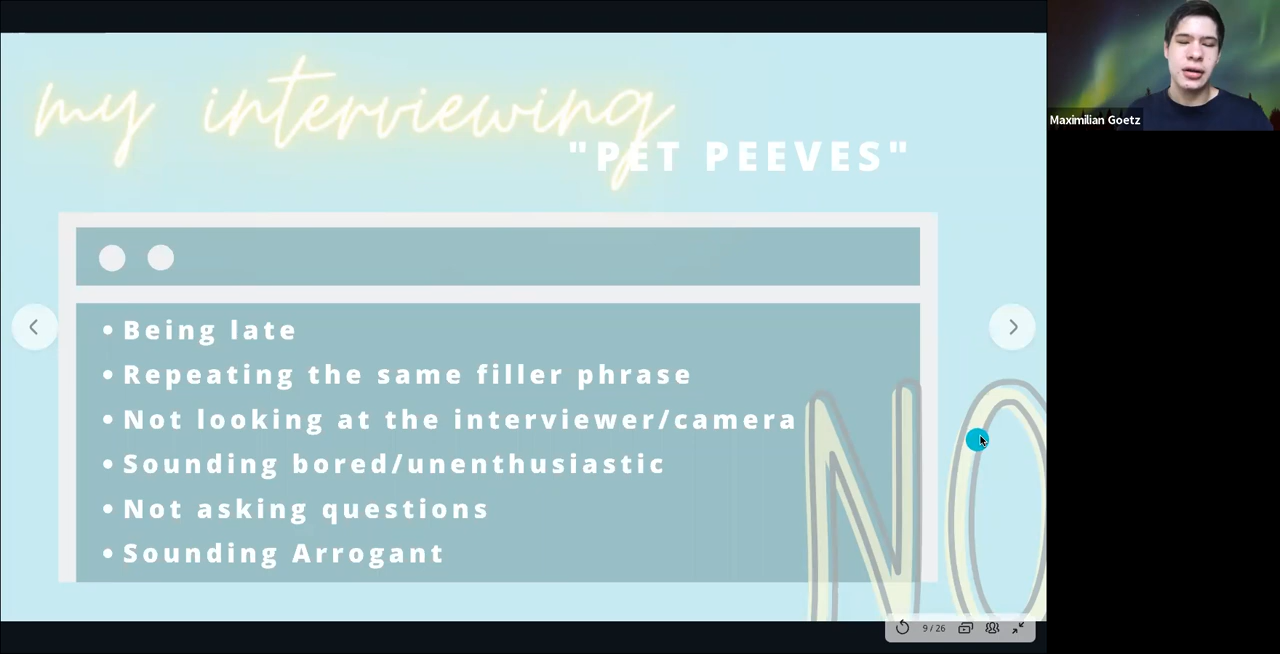 my interviewing
"PET PEEVES"
• Being late
• Repeating the same filler phrase
• Not looking at the interviewer/camera
• Sounding bored/unenthusiastic
• Not asking questions
• Sounding Arrogant
NO
9 / 26
Maximilian Goetz